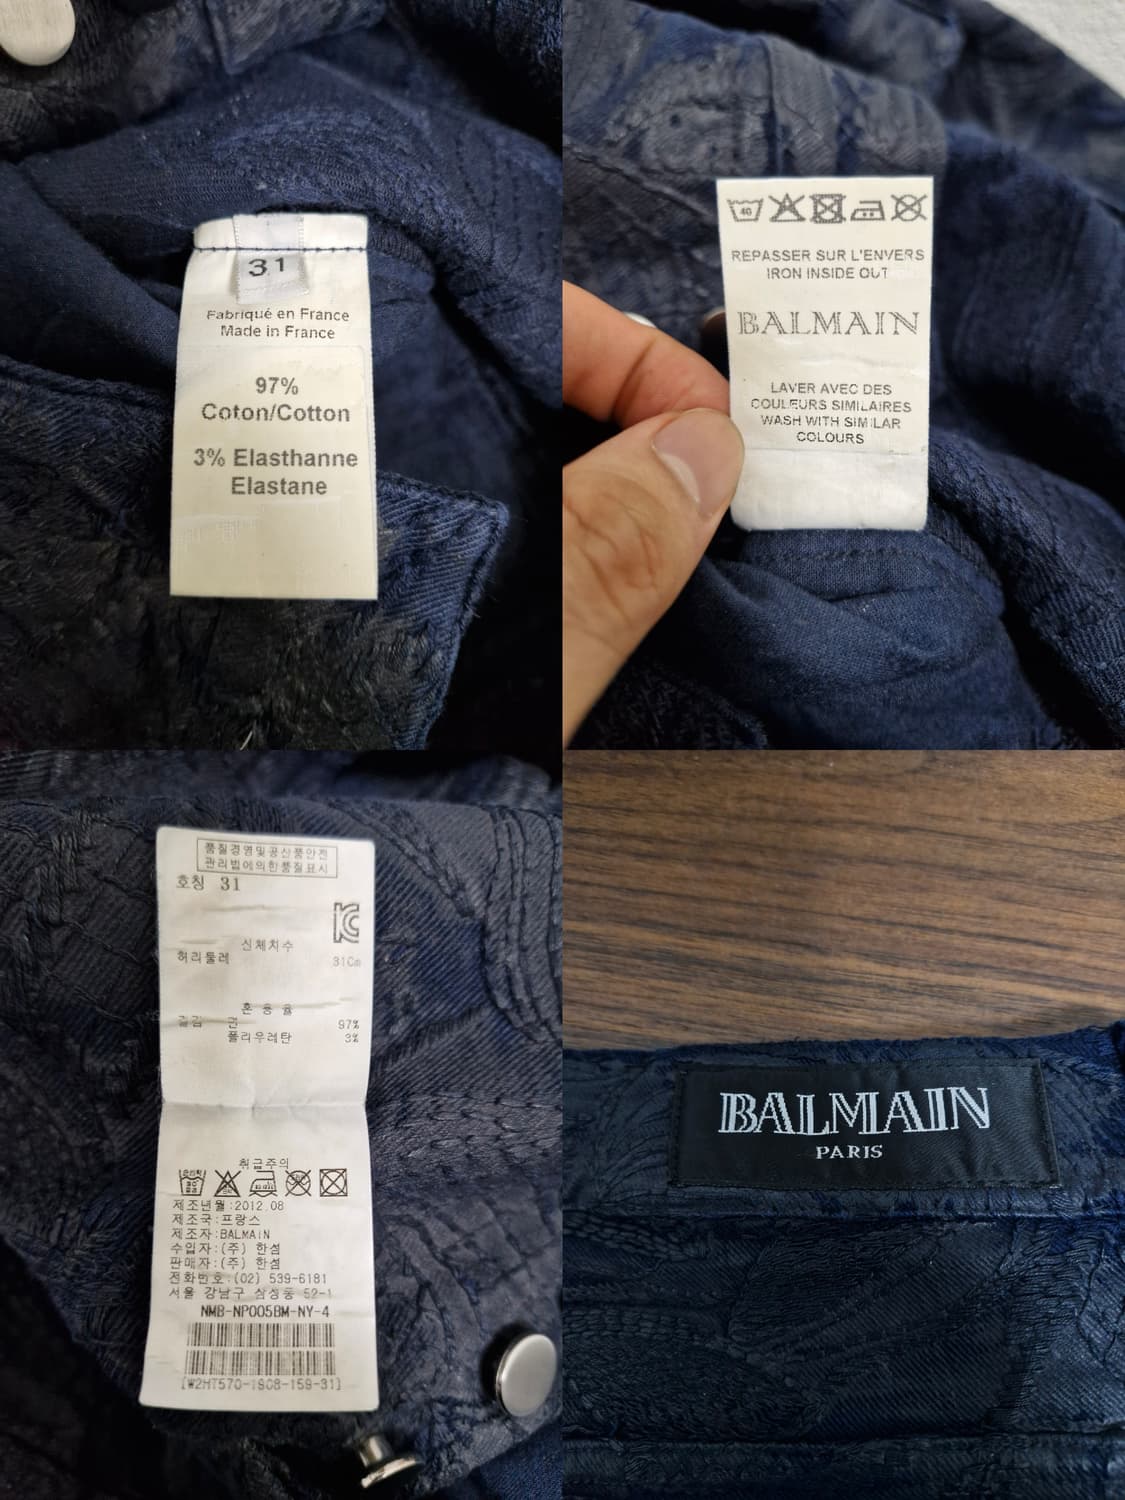 31
Fabriqué en France
Made in France
97%
Coton/Cotton
3% Elasthanne
Elastane
40
REPASSER SUR L'ENVERS
IRON INSIDE OUT
BALMAIN
LAVER AVEC DES
COULEURS SIMILAIRES
WASH WITH SIMILAR
COLOURS
품질경영및공산품안전
관리법에의한품질표시
호칭 31
신체치수
허리둘레 31Cm
혼 용 율
겉감 면 97%
폴리우레탄 3%
취급주의
제조년월:2012.08
제조국:프랑스
제조자:BALMAIN
수입자:(주) 한섬
판매자:(주) 한섬
전화번호:(02) 539-6181
서울 강남구 삼성동 52-1
NMB-NP005BM-NY-4
[W2HT570-1908-159-31]
BALMAIN
PARIS